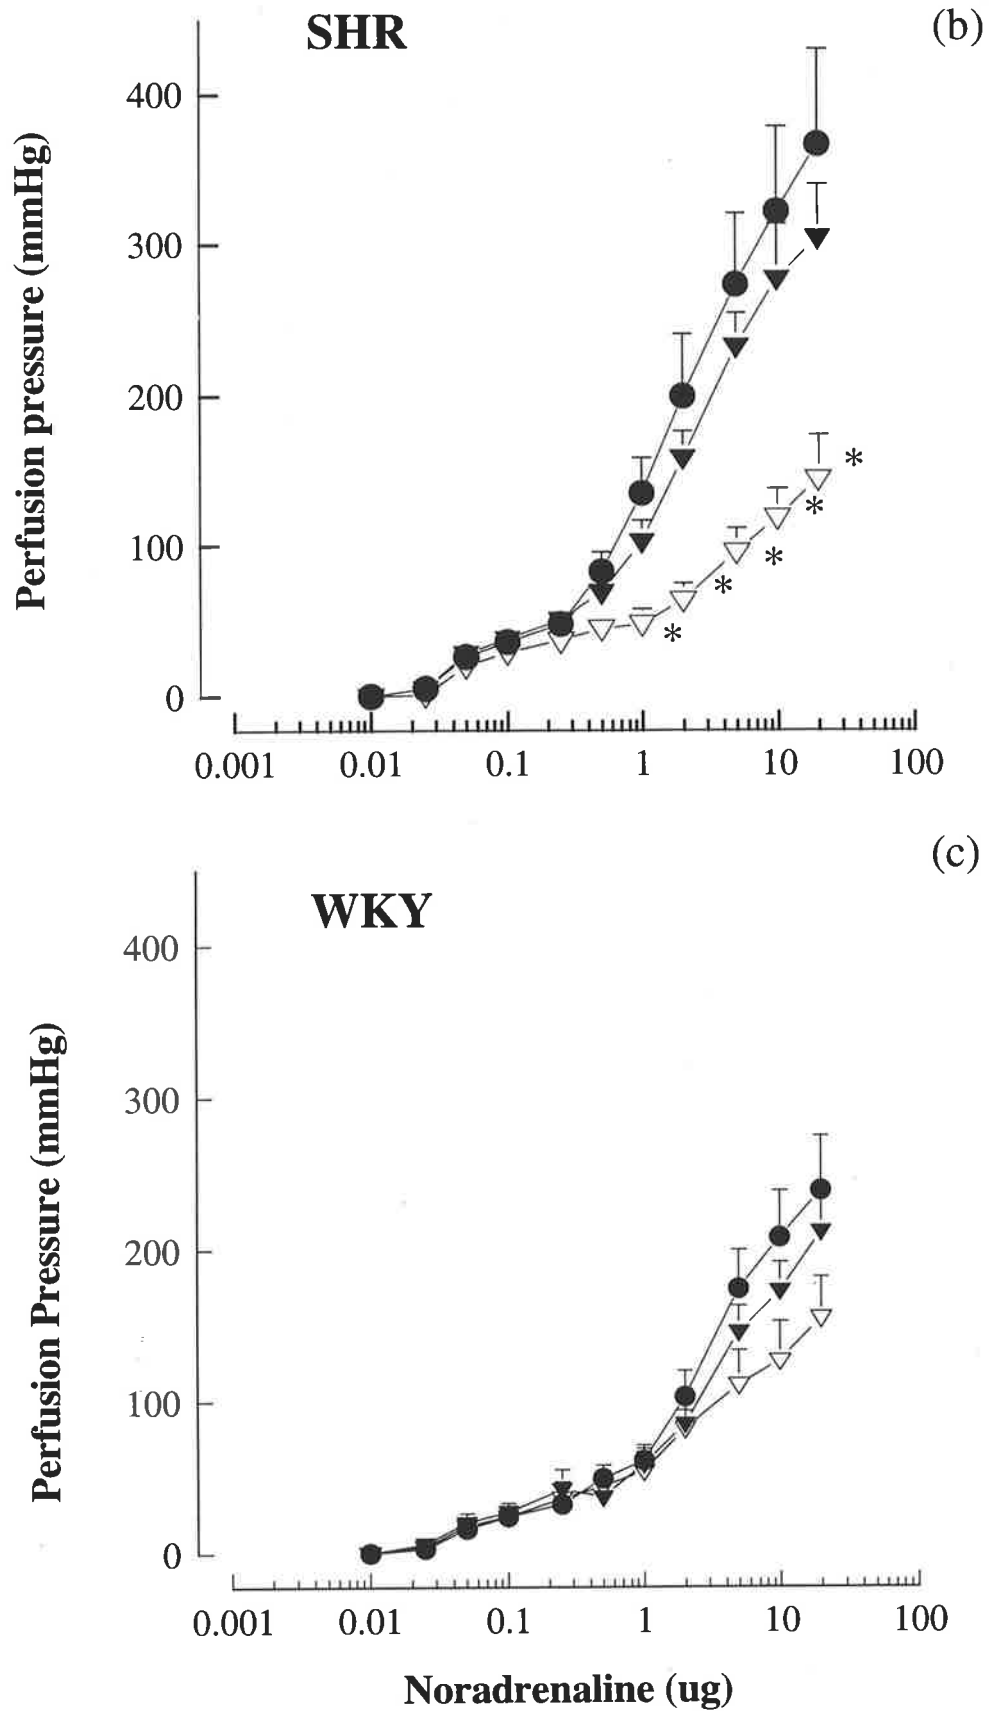 SHR
(b)
Perfusion pressure (mmHg)
400
300
200
100
0
*
*
*
*
*
0.001 0.01 0.1 1 10 100
(c)
WKY
Perfusion Pressure (mmHg)
400
300
200
100
0
0.001 0.01 0.1 1 10 100
Noradrenaline (ug)